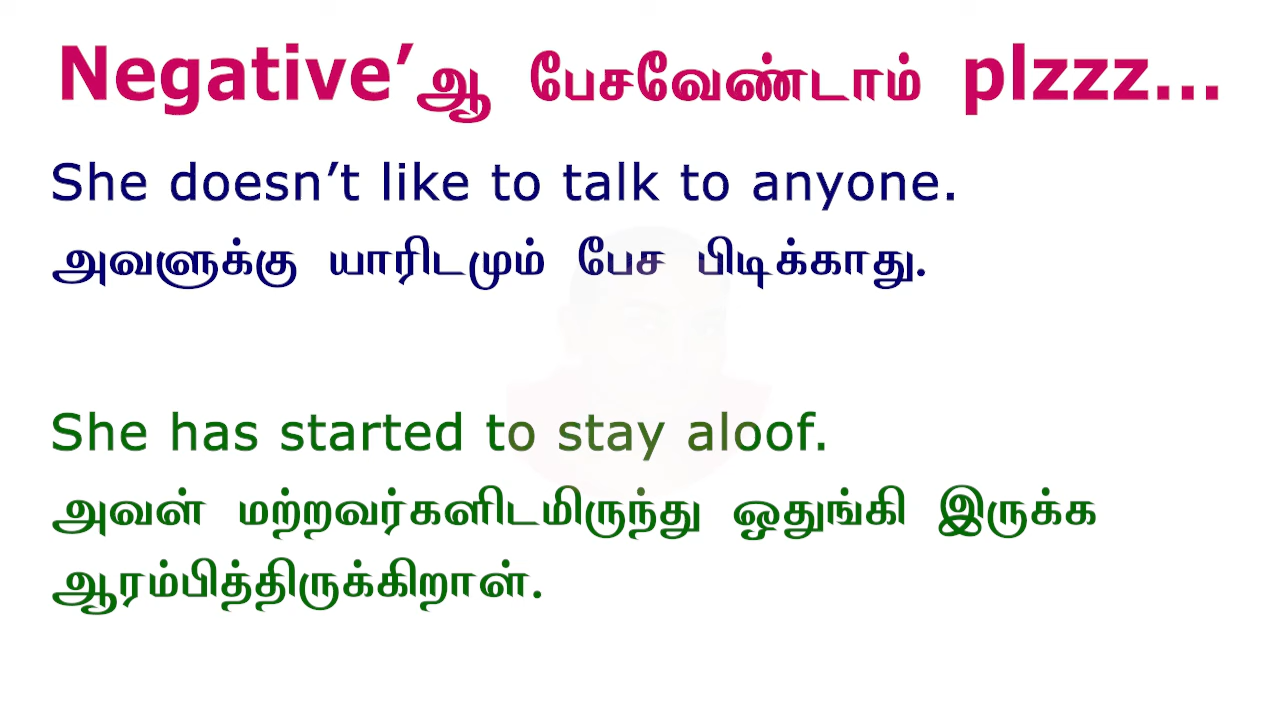 Negative’ஆ பேசவேண்டாம் plzzz...
She doesn’t like to talk to anyone.
அவளுக்கு யாரிடமும் பேச பிடிக்காது.
She has started to stay aloof.
அவள் மற்றவர்களிடமிருந்து ஒதுங்கி இருக்க
ஆரம்பித்திருக்கிறாள்.